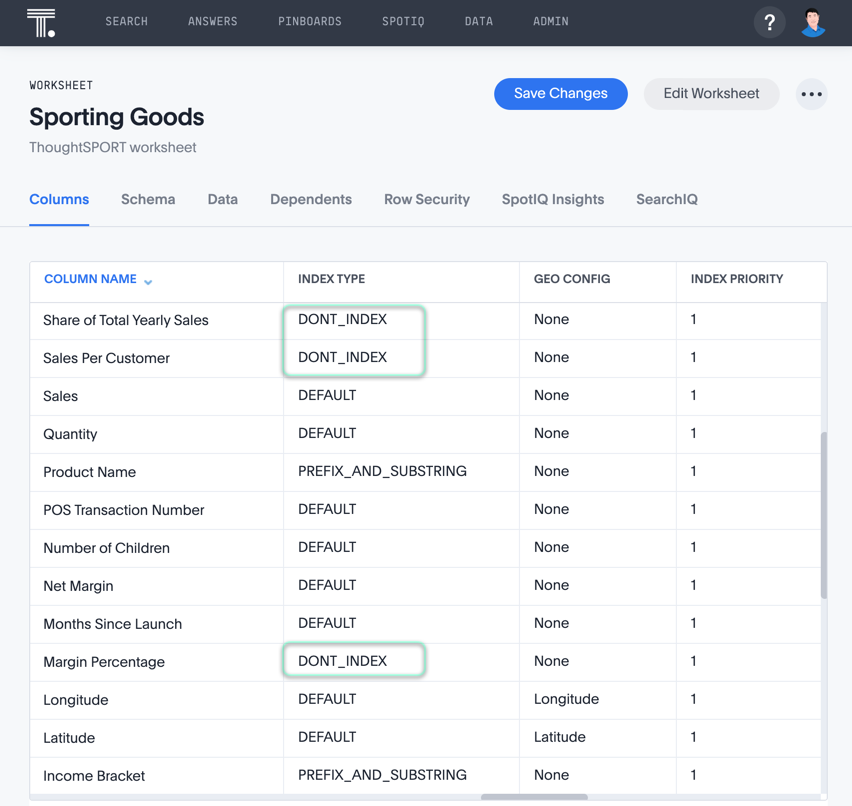 SEARCH ANSWERS PINBOARDS SPOTIQ DATA ADMIN ?
WORKSHEET
Save Changes Edit Worksheet
Sporting Goods
ThoughtSPORT worksheet
Columns Schema Data Dependents Row Security SpotIQ Insights SearchIQ
COLUMN NAME INDEX TYPE GEO CONFIG INDEX PRIORITY
Share of Total Yearly Sales DONT_INDEX None 1
Sales Per Customer DONT_INDEX None 1
Sales DEFAULT None 1
Quantity DEFAULT None 1
Product Name PREFIX_AND_SUBSTRING None 1
POS Transaction Number DEFAULT None 1
Number of Children DEFAULT None 1
Net Margin DEFAULT None 1
Months Since Launch DEFAULT None 1
Margin Percentage DONT_INDEX None 1
Longitude DEFAULT Longitude 1
Latitude DEFAULT Latitude 1
Income Bracket PREFIX_AND_SUBSTRING None 1